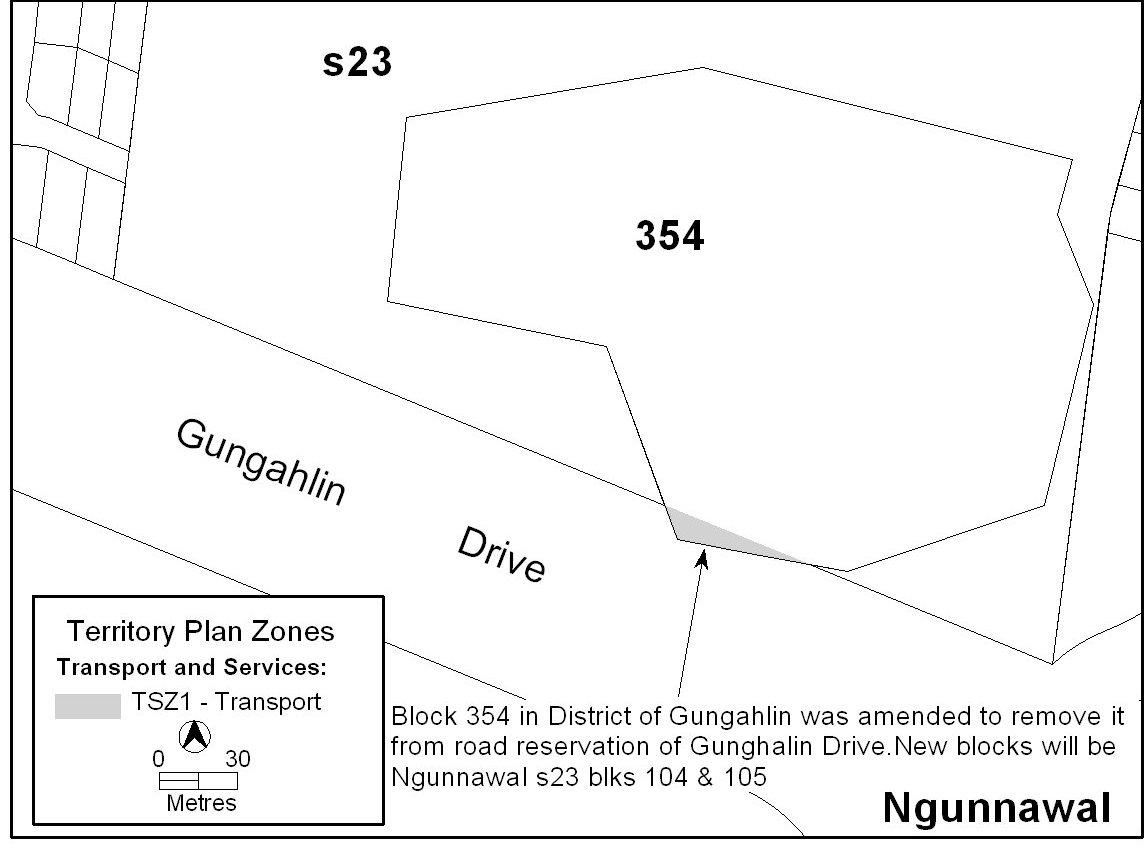 s23
354
Gungahlin
Drive
Territory Plan Zones
Transport and Services:
TSZ1 - Transport
0 30
Metres
Block 354 in District of Gungahlin was amended to remove it
from road reservation of Gunghalin Drive.New blocks will be
Ngunnawal s23 blks 104 & 105
Ngunnawal